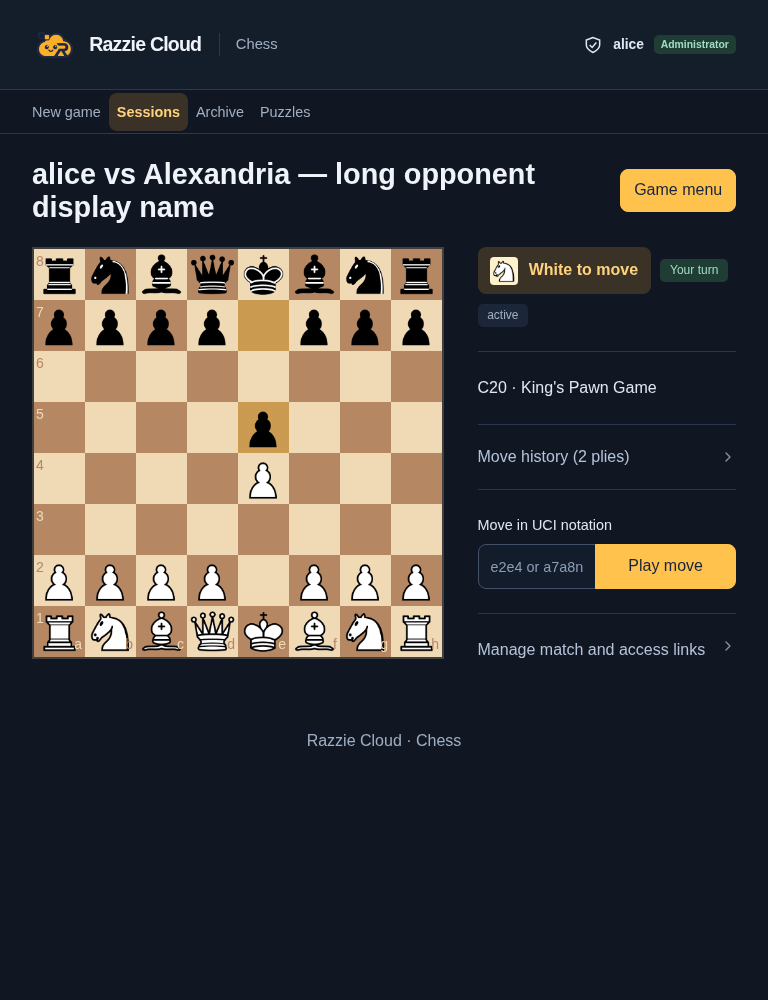 Razzie Cloud
Chess
alice
Administrator
New game
Sessions
Archive
Puzzles
alice vs Alexandria — long opponent
display name
Game menu
8
7
6
5
4
3
2
1
a
b
c
d
e
f
g
h
White to move
Your turn
active
C20 · King's Pawn Game
Move history (2 plies)
Move in UCI notation
e2e4 or a7a8n
Play move
Manage match and access links
Razzie Cloud · Chess